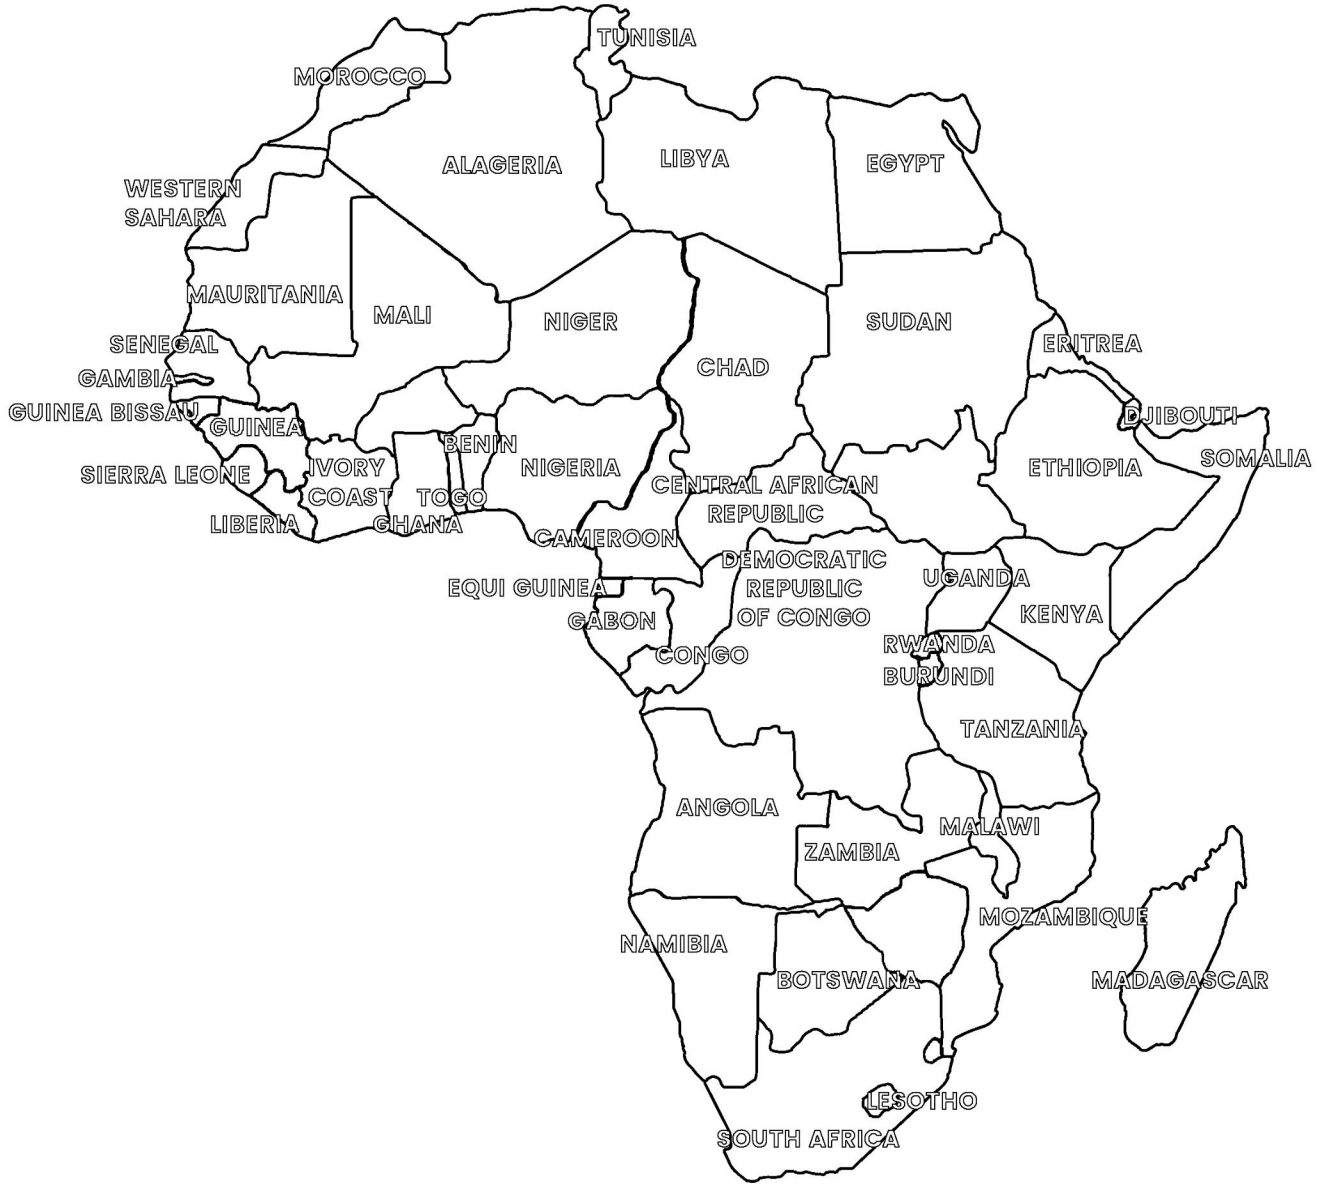 TUNISIA
MOROCCO
ALAGERIA
LIBYA
EGYPT
WESTERN
SAHARA
MAURITANIA
MALI
NIGER
CHAD
SUDAN
ERITREA
SENEGAL
GAMBIA
GUINEA BISSAU
GUINEA
DJIBOUTI
SIERRA LEONE
IVORY
COAST
BENIN
TOGO
NIGERIA
ETHIOPIA
SOMALIA
LIBERIA
GHANA
CENTRAL AFRICAN
REPUBLIC
CAMEROON
DEMOCRATIC
REPUBLIC
OF CONGO
UGANDA
EQUI GUINEA
GABON
KENYA
CONGO
RWANDA
BURUNDI
TANZANIA
ANGOLA
MALAWI
ZAMBIA
MOZAMBIQUE
NAMIBIA
BOTSWANA
MADAGASCAR
LESOTHO
SOUTH AFRICA